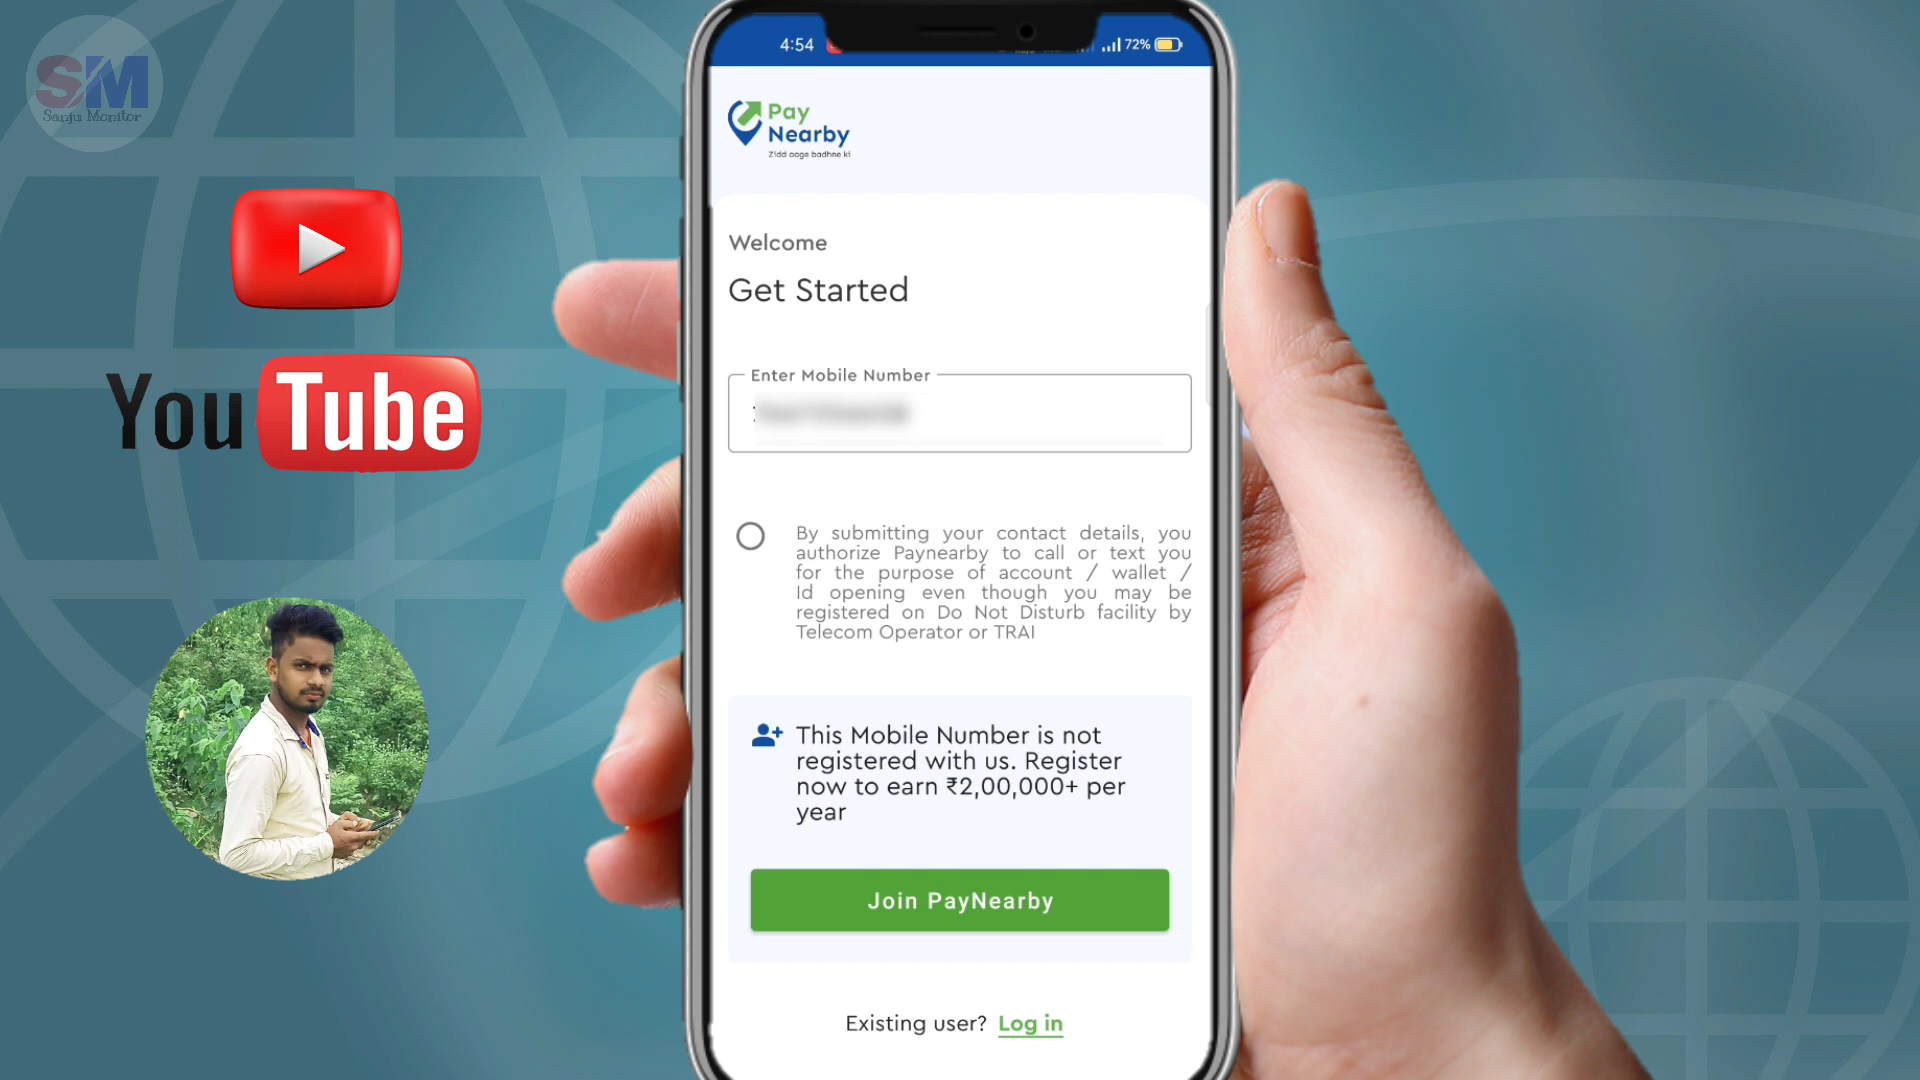 SM
Sanju Monitor
YouTube
4:54
72%
Pay
Nearby
Zidd aage badhne ki
Welcome
Get Started
Enter Mobile Number
By submitting your contact details, you
authorize Paynearby to call or text you
for the purpose of account / wallet /
Id opening even though you may be
registered on Do Not Disturb facility by
Telecom Operator or TRAI
This Mobile Number is not
registered with us. Register
now to earn ₹2,00,000+ per
year
Join PayNearby
Existing user? Log in